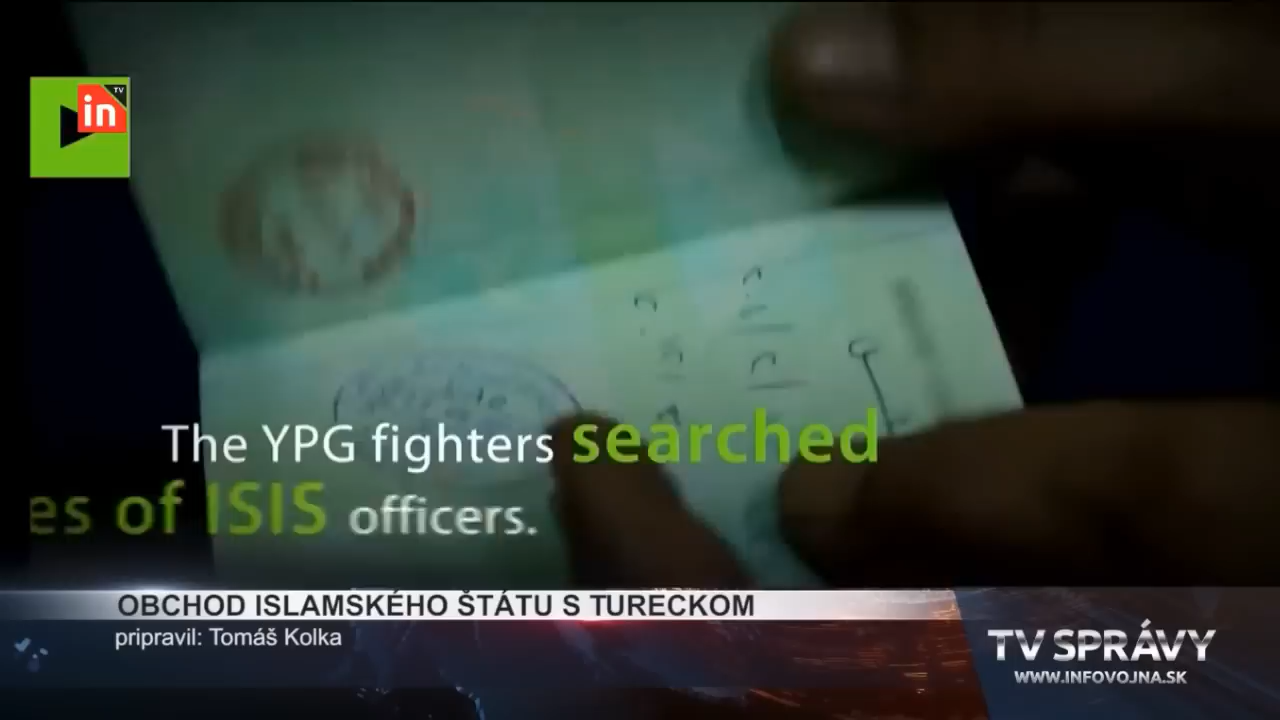 TV
in
The YPG fighters searched
es of ISIS officers.
OBCHOD ISLAMSKÉHO ŠTÁTU S TURECKOM
pripravil: Tomáš Kolka
TV SPRÁVY
WWW.INFOVOJNA.SK